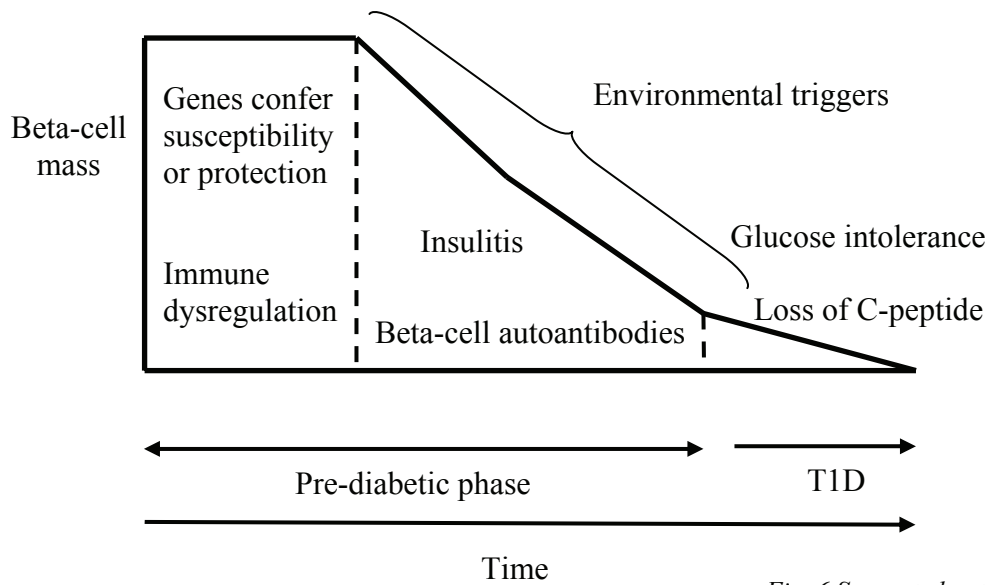 Environmental triggers
Genes confer
susceptibility
or protection
Beta-cell
mass
Insulitis
Glucose intolerance
Immune
dysregulation
Loss of C-peptide
Beta-cell autoantibodies
Pre-diabetic phase
T1D
Time